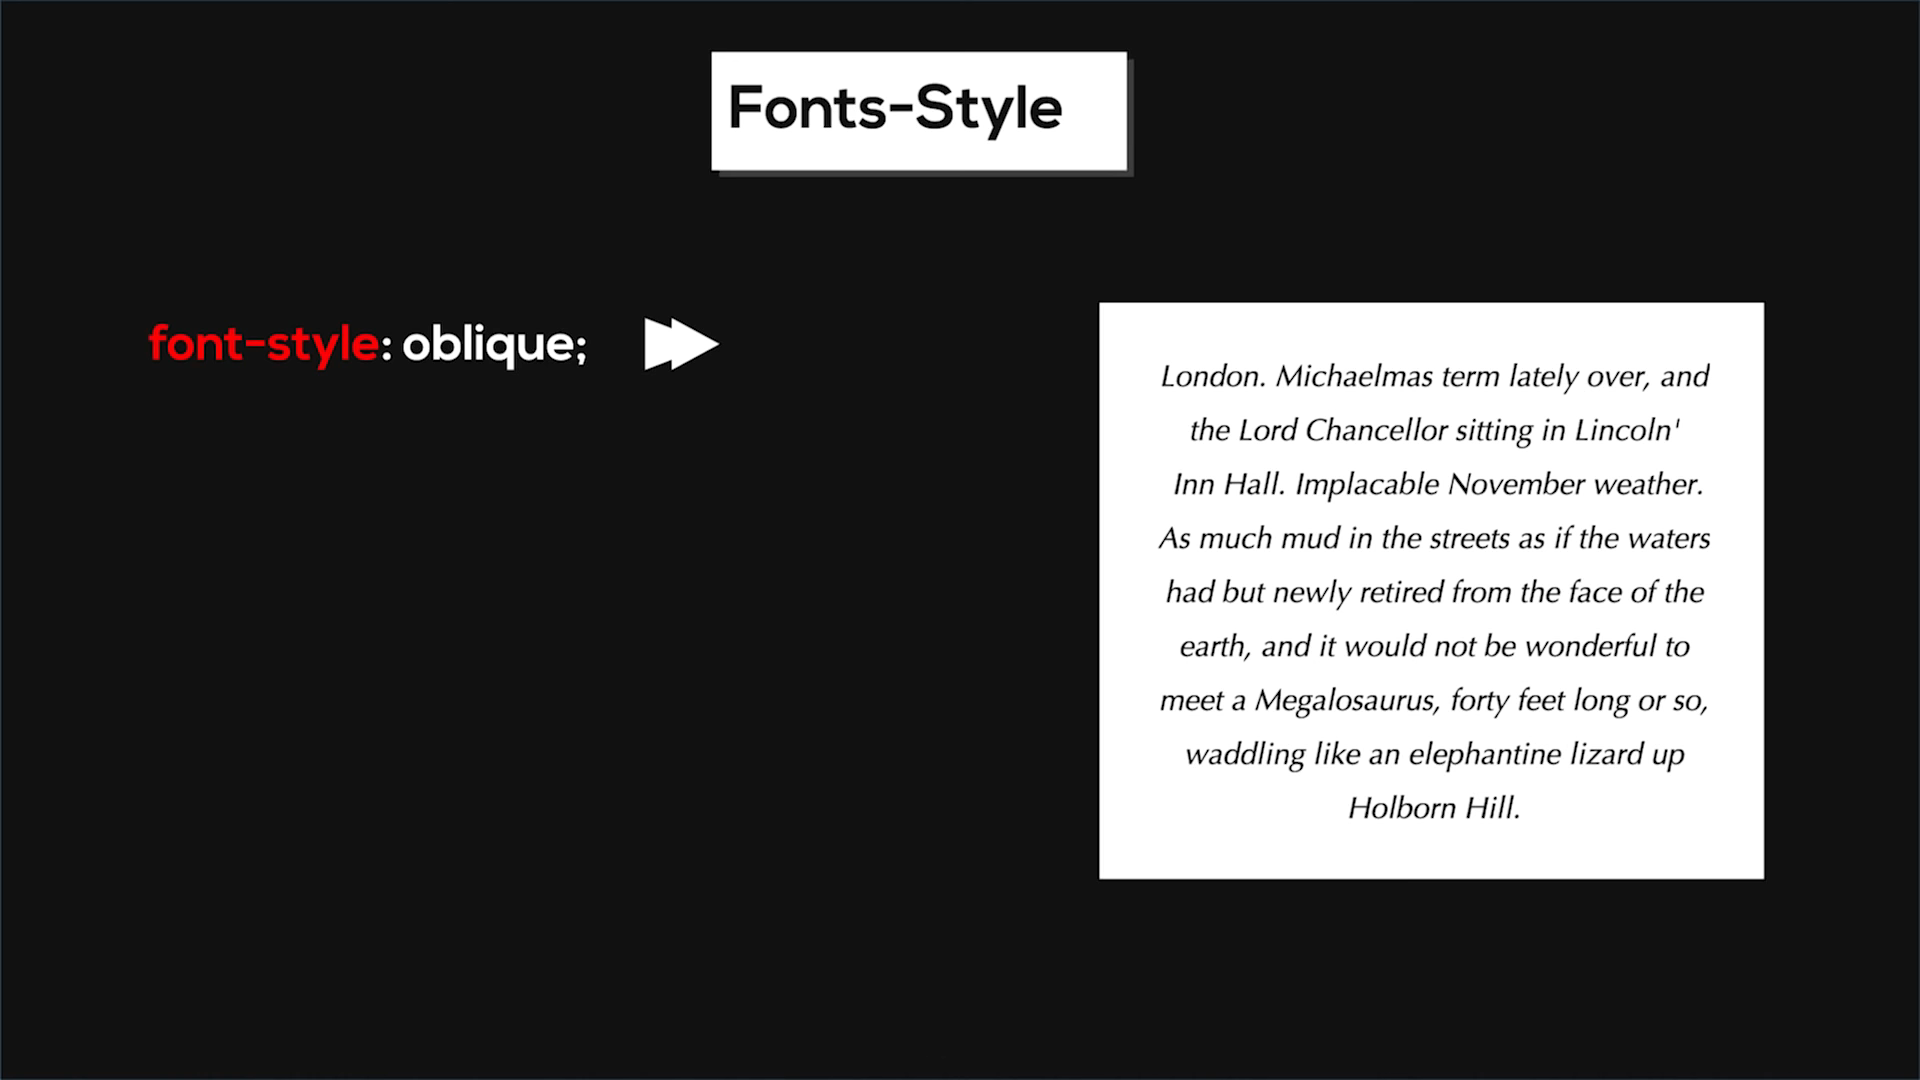 Fonts-Style
font-style: oblique;
London. Michaelmas term lately over, and
the Lord Chancellor sitting in Lincoln'
Inn Hall. Implacable November weather.
As much mud in the streets as if the waters
had but newly retired from the face of the
earth, and it would not be wonderful to
meet a Megalosaurus, forty feet long or so,
waddling like an elephantine lizard up
Holborn Hill.